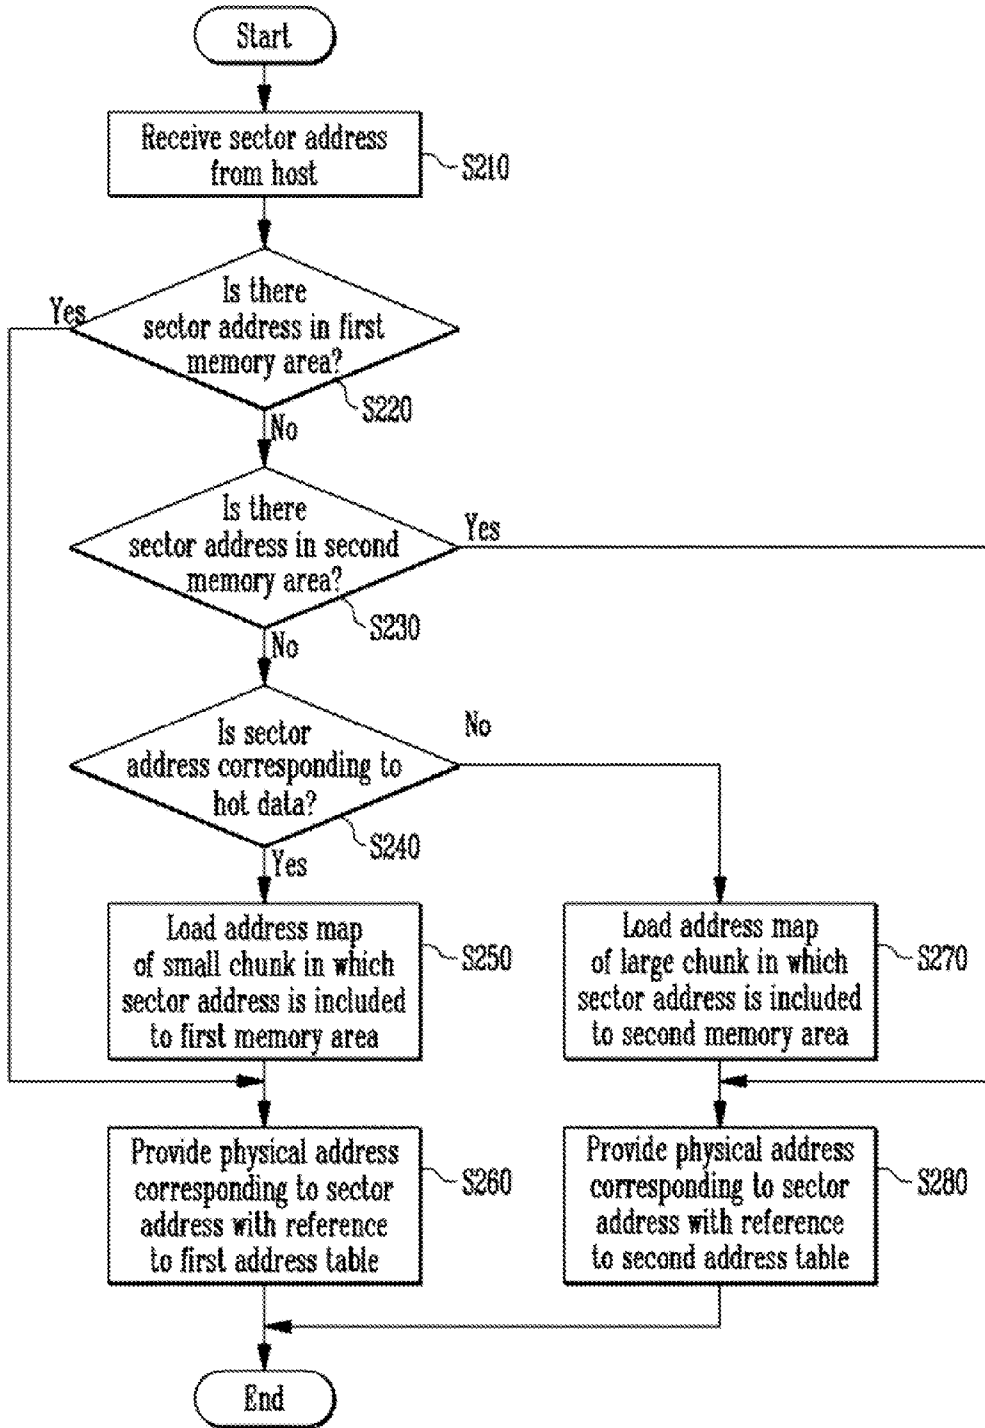 Start
Receive sector address
from host
S210
Is there
sector address in first
memory area?
Yes
S220
No
Is there
sector address in second
memory area?
Yes
S230
No
Is sector
address corresponding to
hot data?
No
S240
Yes
Load address map
of small chunk in which
sector address is included
to first memory area
S250
Load address map
of large chunk in which
sector address is included
to second memory area
S270
Provide physical address
corresponding to sector
address with reference
to first address table
S260
Provide physical address
corresponding to sector
address with reference
to second address table
S280
End